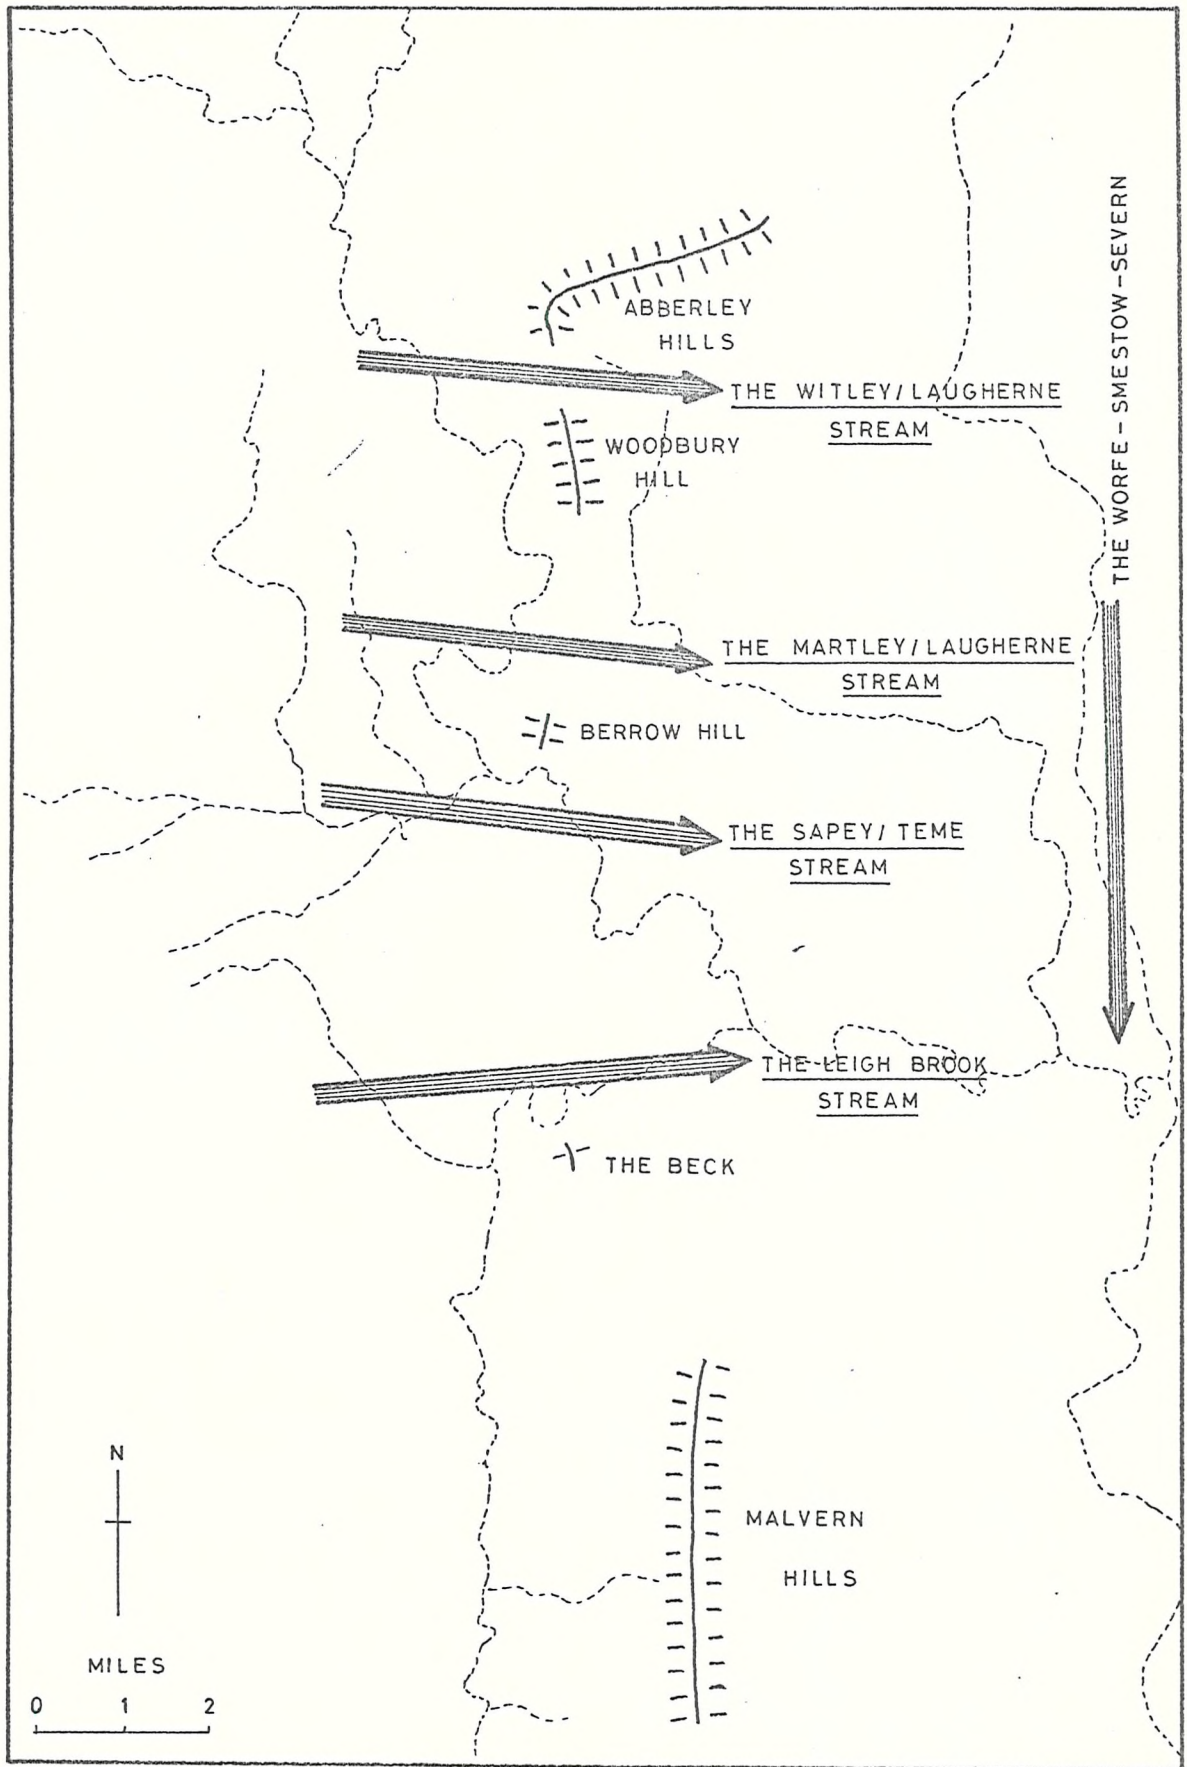 THE WORFE-SMESTOW-SEVERN
ABBERLEY
HILLS
THE WITLEY/LAUGHERNE
STREAM
WOODBURY
HILL
THE MARTLEY/LAUGHERNE
STREAM
BERROW HILL
THE SAPEY/TEME
STREAM
THE LEIGH BROOK
STREAM
THE BECK
MALVERN
HILLS
N
MILES
0 1 2